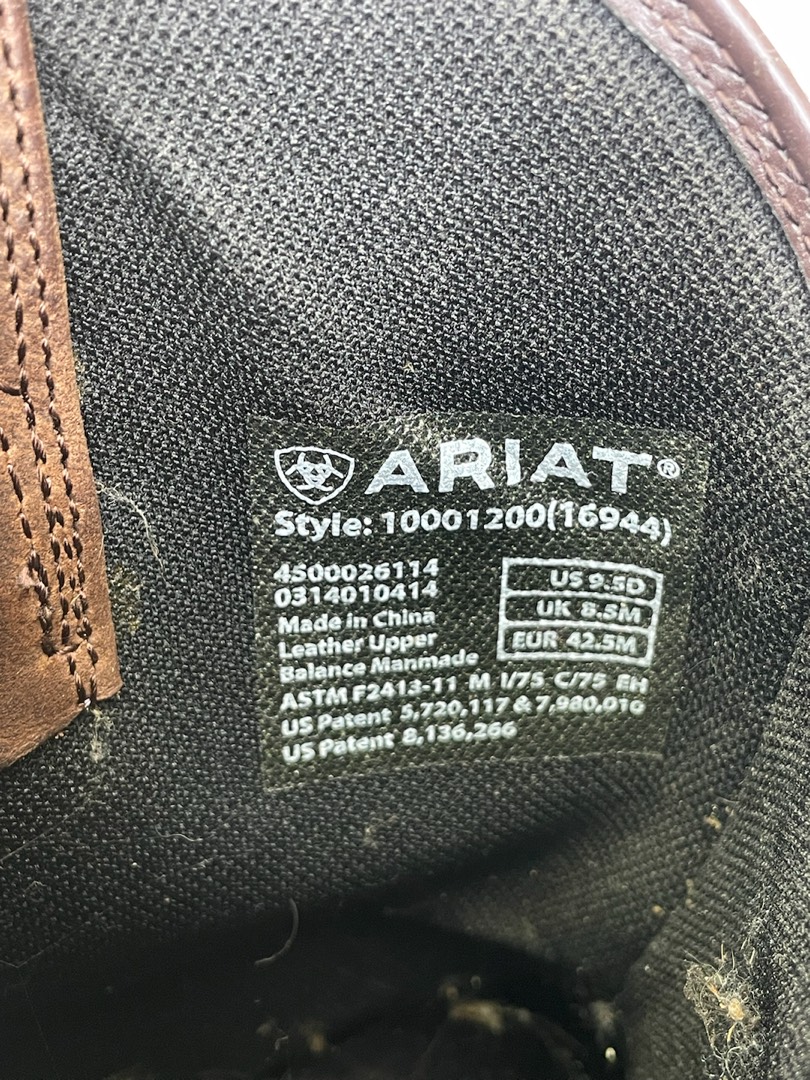 ARIAT®
Style: 10001200(16944)
4500026114
0314010414
Made in China
Leather Upper
Balance Manmade
ASTM F2413-11 M I/75 C/75 EH
US Patent 5,720,117 & 7,980,010
US Patent 8,136,266
US 9.5D
UK 8.5M
EUR 42.5M